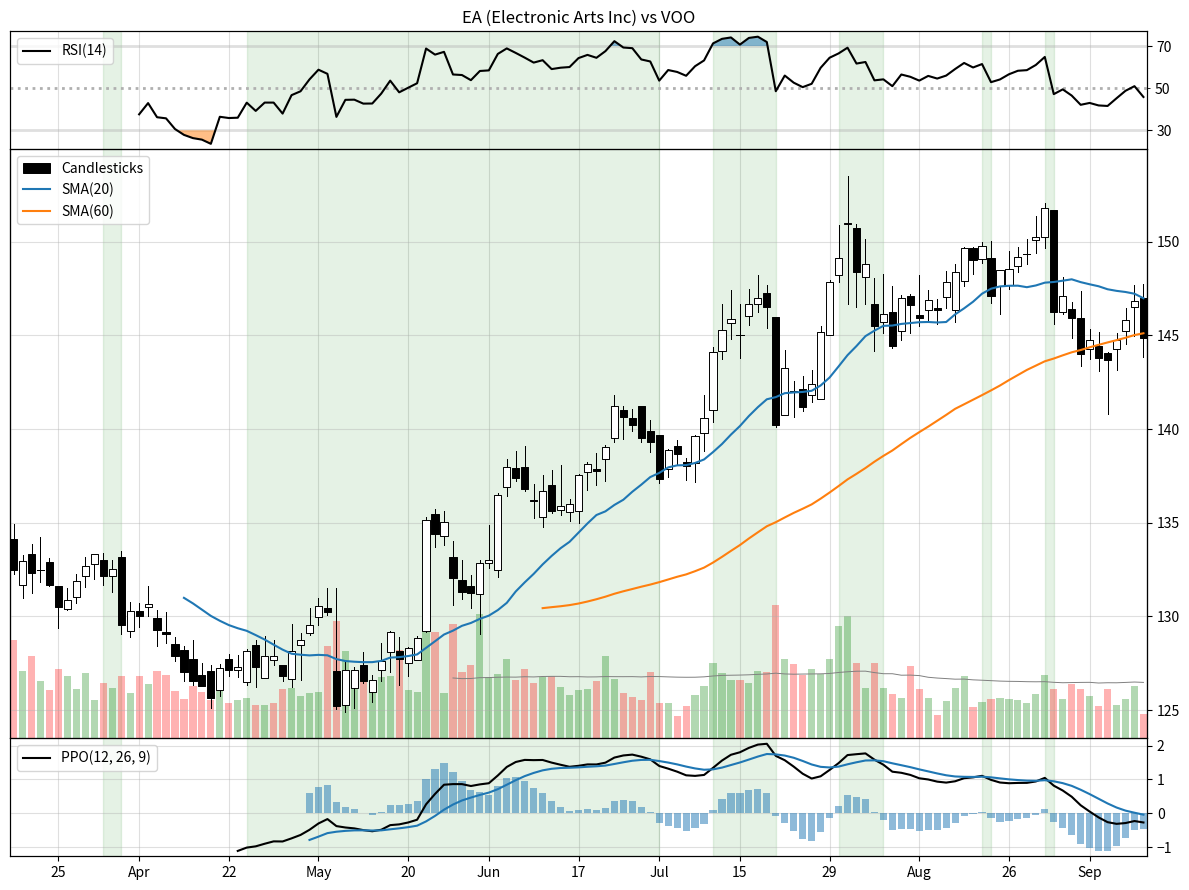 EA (Electronic Arts Inc) vs VOO
RSI(14)
70
50
30
Candlesticks
SMA(20)
SMA(60)
150
145
140
135
130
125
PPO(12, 26, 9)
2
1
0
−1
25 Apr 22 May 20 Jun 17 Jul 15 29 Aug 26 Sep